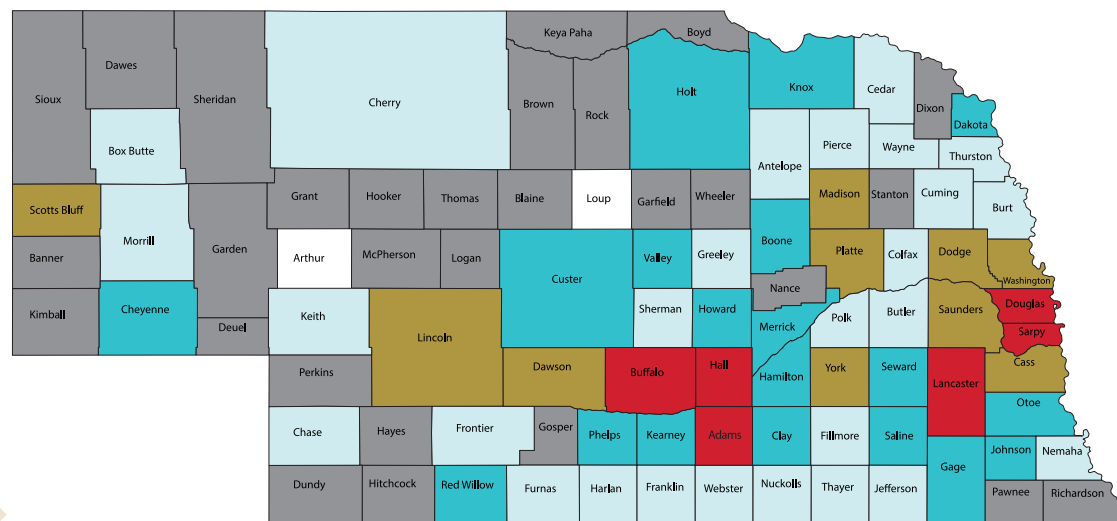 Keya Paha
Boyd
Dawes
Sioux
Sheridan
Cherry
Brown
Rock
Holt
Knox
Cedar
Dixon
Dakota
Box Butte
Antelope
Pierce
Wayne
Thurston
Scotts Bluff
Grant
Hooker
Thomas
Blaine
Loup
Garfield
Wheeler
Madison
Stanton
Cuming
Burt
Morrill
Garden
Banner
Arthur
McPherson
Logan
Custer
Valley
Greeley
Boone
Platte
Colfax
Dodge
Washington
Nance
Kimball
Cheyenne
Deuel
Keith
Lincoln
Sherman
Howard
Merrick
Polk
Butler
Saunders
Douglas
Sarpy
Perkins
Dawson
Buffalo
Hall
Hamilton
York
Seward
Lancaster
Cass
Otoe
Chase
Hayes
Frontier
Gosper
Phelps
Kearney
Adams
Clay
Fillmore
Saline
Gage
Johnson
Nemaha
Dundy
Hitchcock
Red Willow
Furnas
Harlan
Franklin
Webster
Nuckolls
Thayer
Jefferson
Pawnee
Richardson